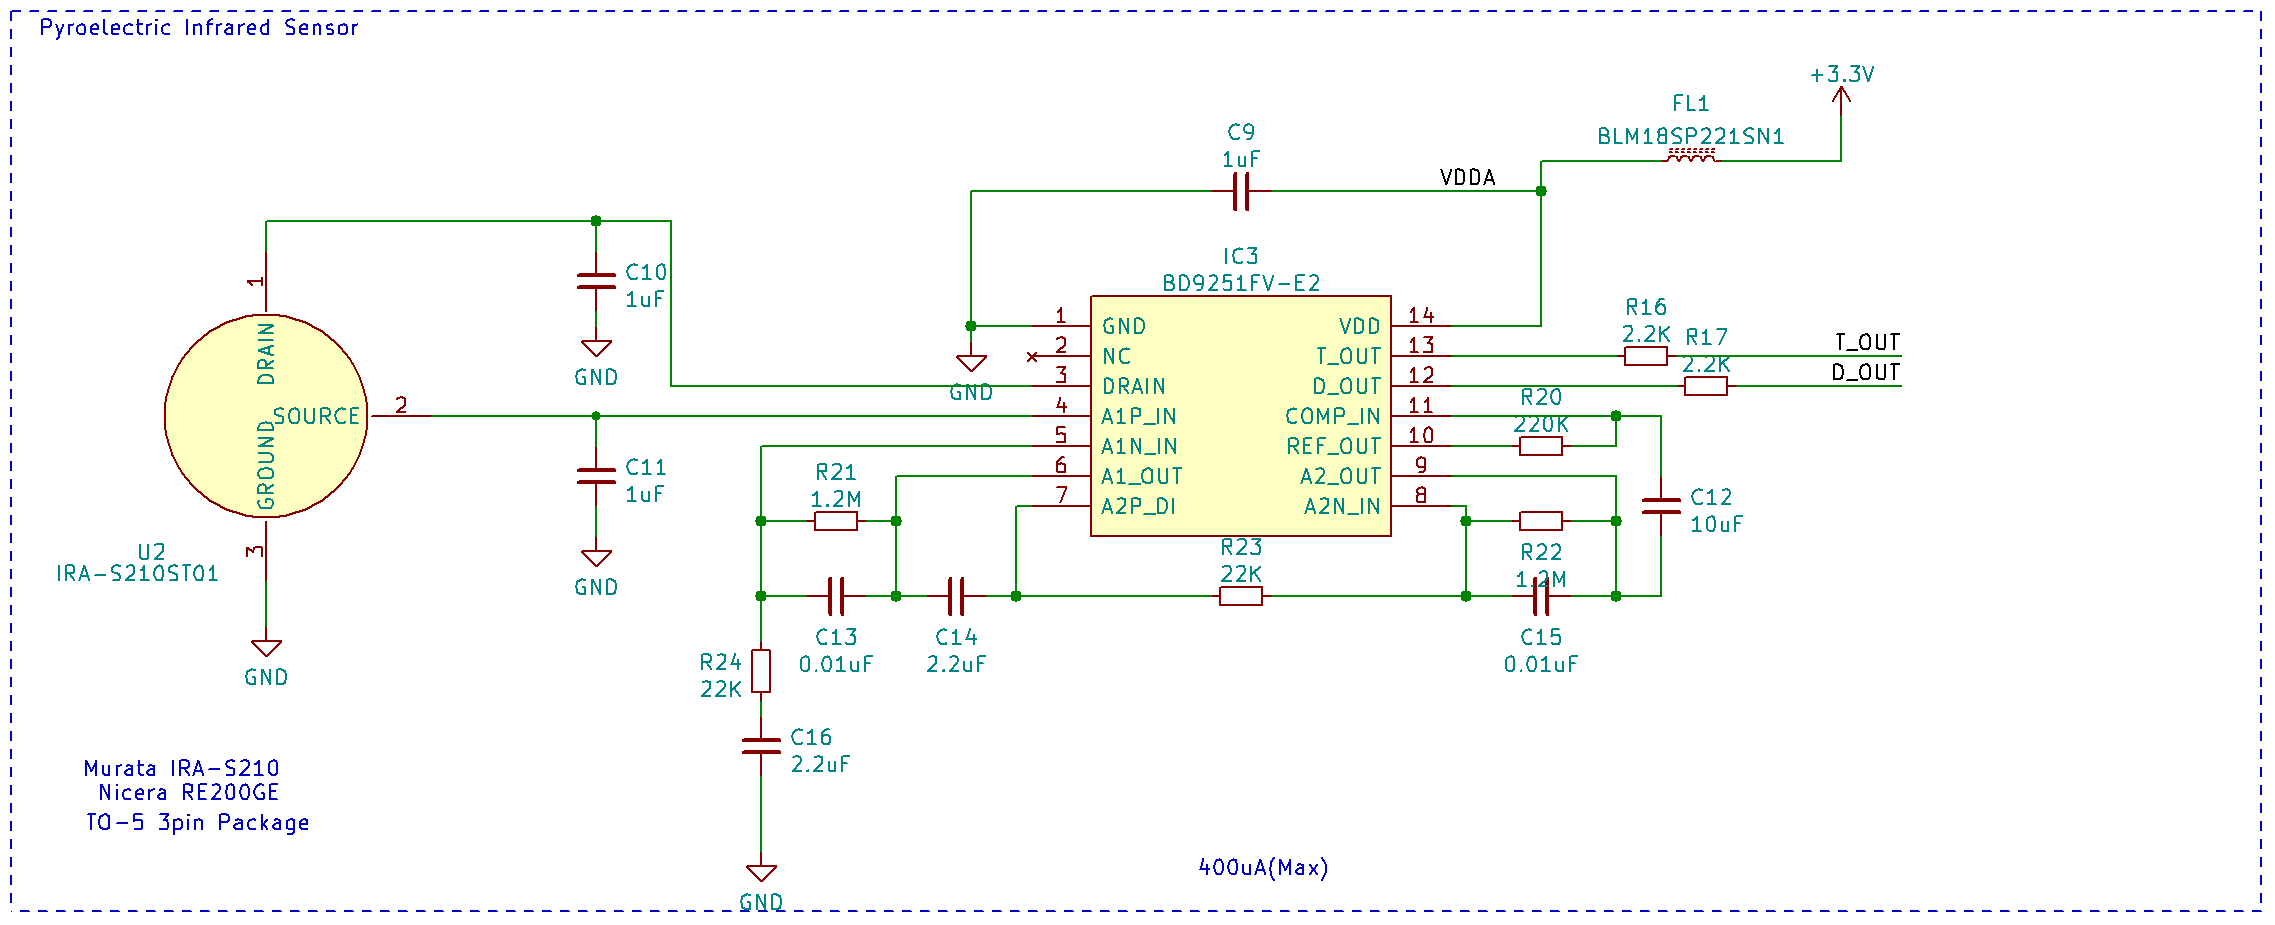 Pyroelectric Infrared Sensor
+3.3V
FL1
BLM18SP221SN1
C9
1uF
VDDA
IC3
BD9251FV-E2
C10
1uF
GND
1
DRAIN
SOURCE
2
GROUND
3
U2
IRA-S210ST01
GND
C11
1uF
GND
GND
1
GND
2
NC
3
DRAIN
4
A1P_IN
5
A1N_IN
6
A1_OUT
7
A2P_DI
VDD
14
T_OUT
13
D_OUT
12
COMP_IN
11
REF_OUT
10
A2_OUT
9
A2N_IN
8
R16
2.2K
R17
2.2K
T_OUT
D_OUT
R20
220K
R21
1.2M
C12
10uF
R22
1.2M
R23
22K
C13
0.01uF
C14
2.2uF
C15
0.01uF
R24
22K
C16
2.2uF
GND
Murata IRA-S210
Nicera RE200GE
TO-5 3pin Package
400uA(Max)